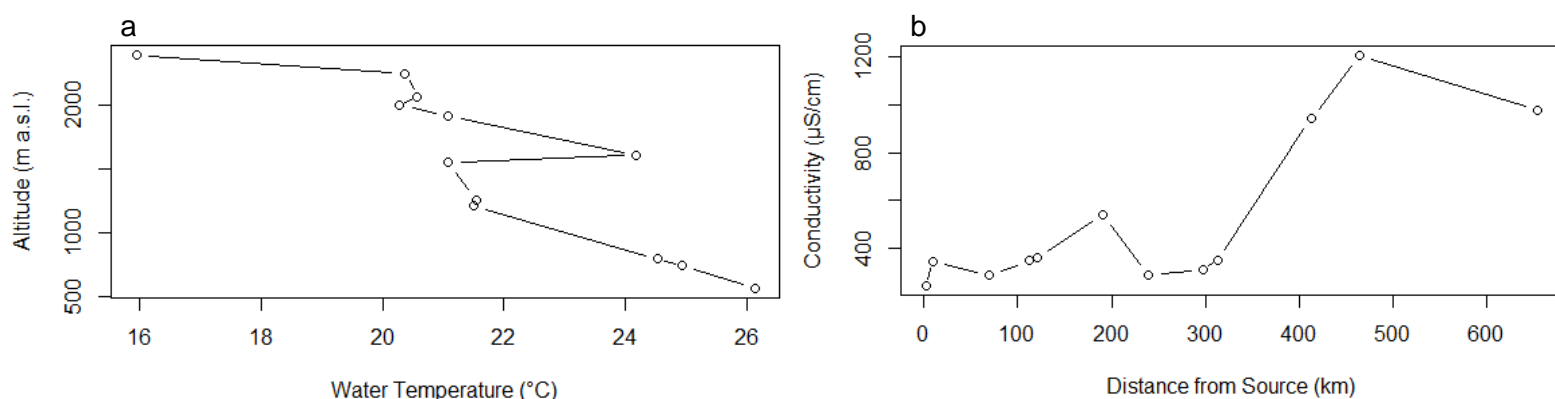 a
Altitude (m a.s.l.)
2000
1000
500
16 18 20 22 24 26
Water Temperature (°C)
b
Conductivity (µS/cm)
1200
800
400
0 100 200 300 400 500 600
Distance from Source (km)